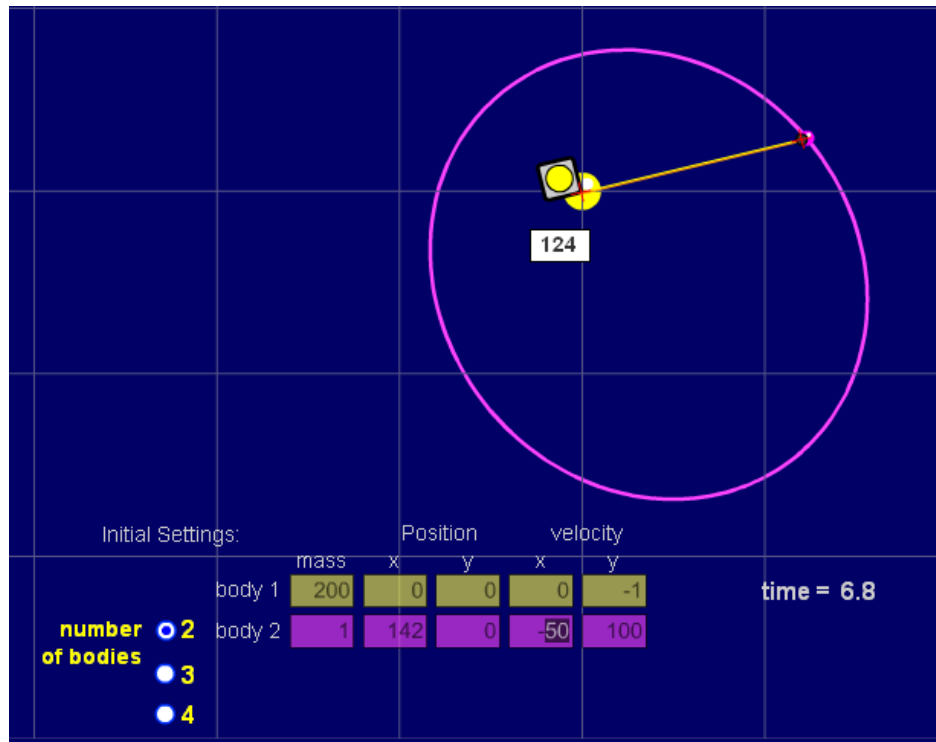 124
Initial Settings: Position velocity
mass x y x y
body 1 200 0 0 0 -1 time = 6.8
number of bodies 2 body 2 1 142 0 -50 100
3
4